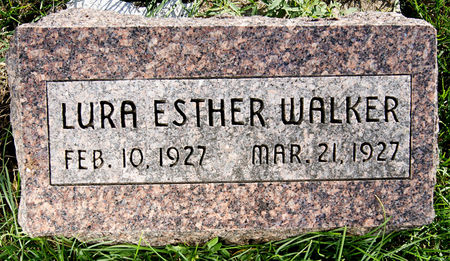 LURA ESTHER WALKER
FEB. 10, 1927 MAR. 21, 1927